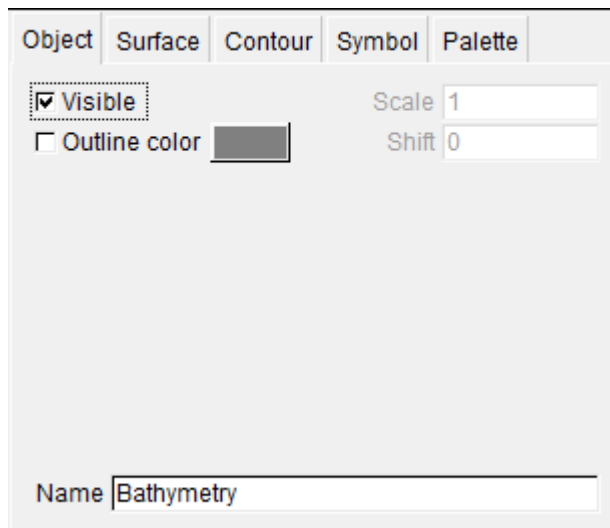 Object Surface Contour Symbol Palette
Visible Scale 1
Outline color Shift 0
Name Bathymetry